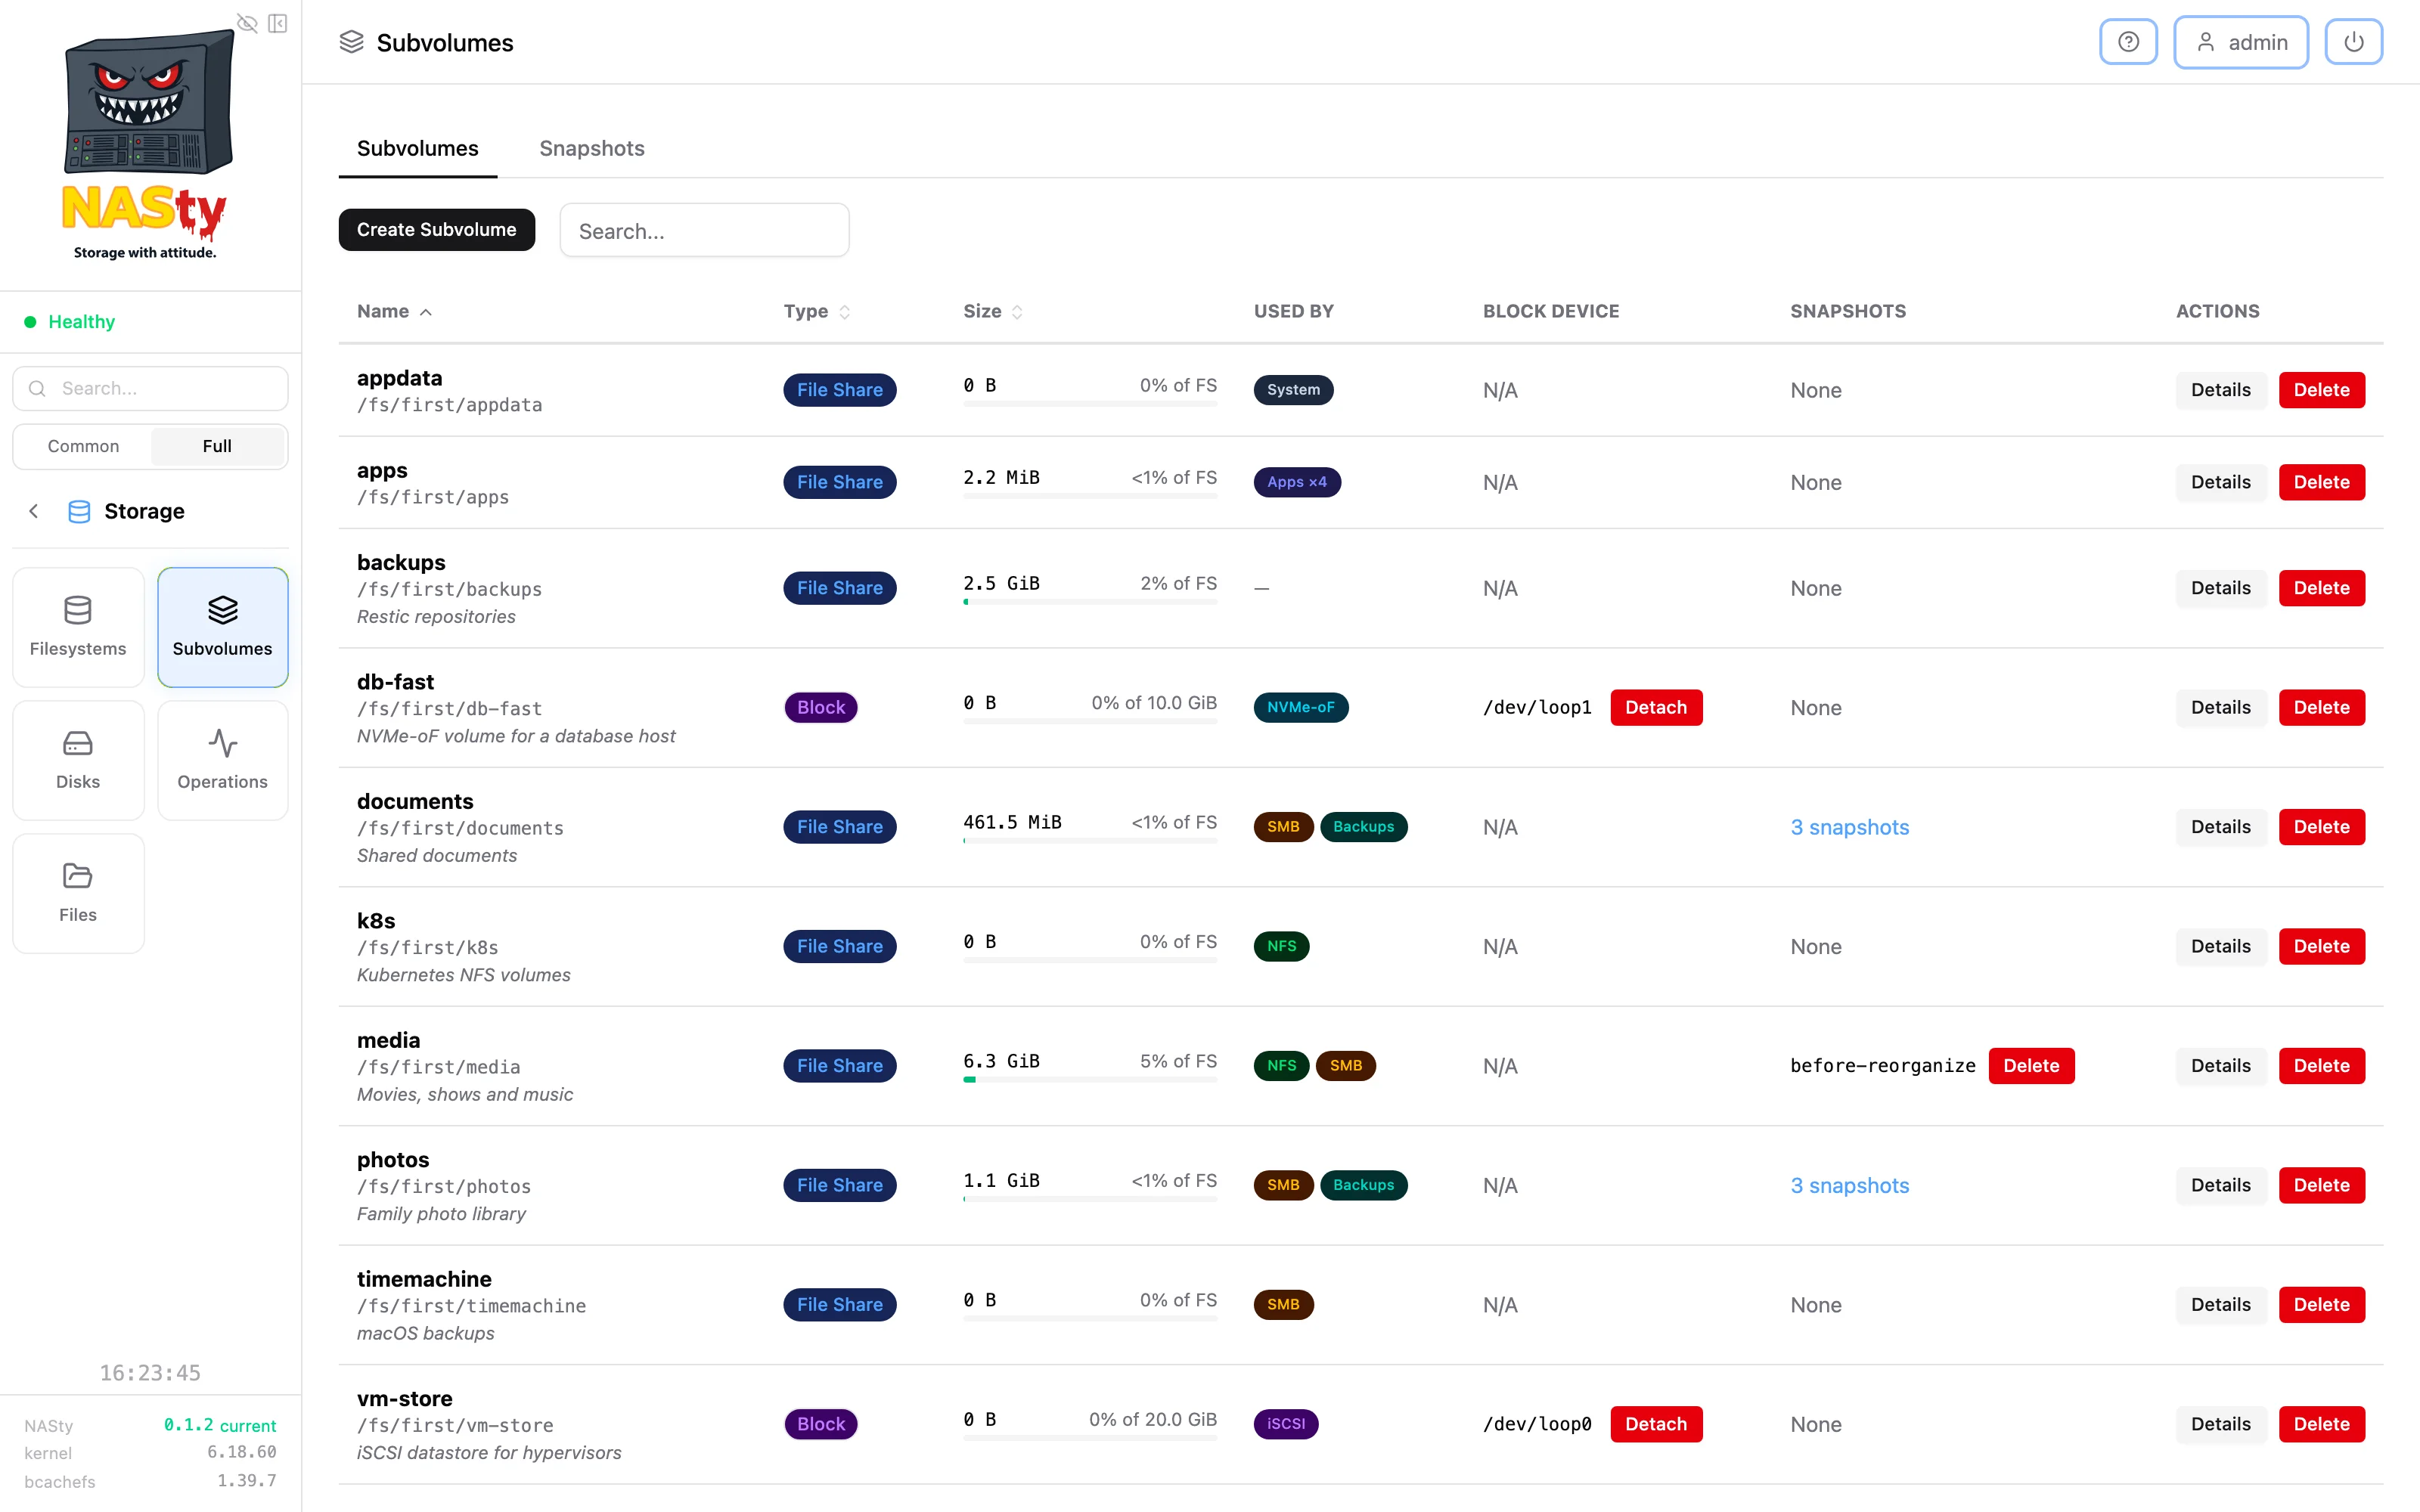 NASty
Storage with attitude.
Healthy
Search...
Common
Full
Storage
Filesystems
Subvolumes
Disks
Operations
Files
16:23:45
NASty 0.1.2 current
kernel 6.18.60
bcachefs 1.39.7
Subvolumes
admin
Subvolumes
Snapshots
Create Subvolume
Search...
Name Type Size USED BY BLOCK DEVICE SNAPSHOTS ACTIONS
appdata
/fs/first/appdata
File Share 0 B 0% of FS System N/A None Details Delete
apps
/fs/first/apps
File Share 2.2 MiB <1% of FS Apps ×4 N/A None Details Delete
backups
/fs/first/backups
Restic repositories
File Share 2.5 GiB 2% of FS — N/A None Details Delete
db-fast
/fs/first/db-fast
NVMe-oF volume for a database host
Block 0 B 0% of 10.0 GiB NVMe-oF /dev/loop1 Detach None Details Delete
documents
/fs/first/documents
Shared documents
File Share 461.5 MiB <1% of FS SMB Backups N/A 3 snapshots Details Delete
k8s
/fs/first/k8s
Kubernetes NFS volumes
File Share 0 B 0% of FS NFS N/A None Details Delete
media
/fs/first/media
Movies, shows and music
File Share 6.3 GiB 5% of FS NFS SMB N/A before-reorganize Delete Details Delete
photos
/fs/first/photos
Family photo library
File Share 1.1 GiB <1% of FS SMB Backups N/A 3 snapshots Details Delete
timemachine
/fs/first/timemachine
macOS backups
File Share 0 B 0% of FS SMB N/A None Details Delete
vm-store
/fs/first/vm-store
iSCSI datastore for hypervisors
Block 0 B 0% of 20.0 GiB iSCSI /dev/loop0 Detach None Details Delete